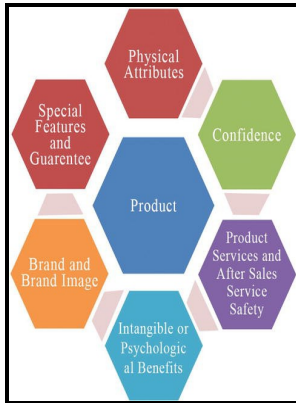 Physical
Attributes
Special
Features
and
Guarentee
Confidence
Product
Brand and
Brand Image
Product
Services and
After Sales
Service
Safety
Intangible or
Psychologic
al Benefits